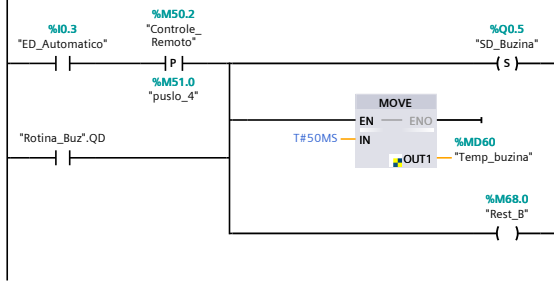 %I0.3
"ED_Automatico"
%M50.2
"Controle_
Remoto"
P
%M51.0
"puslo_4"
%Q0.5
"SD_Buzina"
S
MOVE
EN
ENO
T#50MS
IN
OUT1
%MD60
"Temp_buzina"
"Rotina_Buz".QD
%M68.0
"Rest_B"